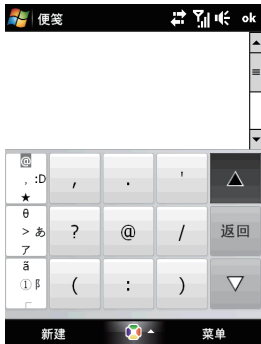 便笺 ok
@
, :D
★
, . ' 
θ
> あ
ア
? @ / 返回
ã
① β
( : )
新建 菜单